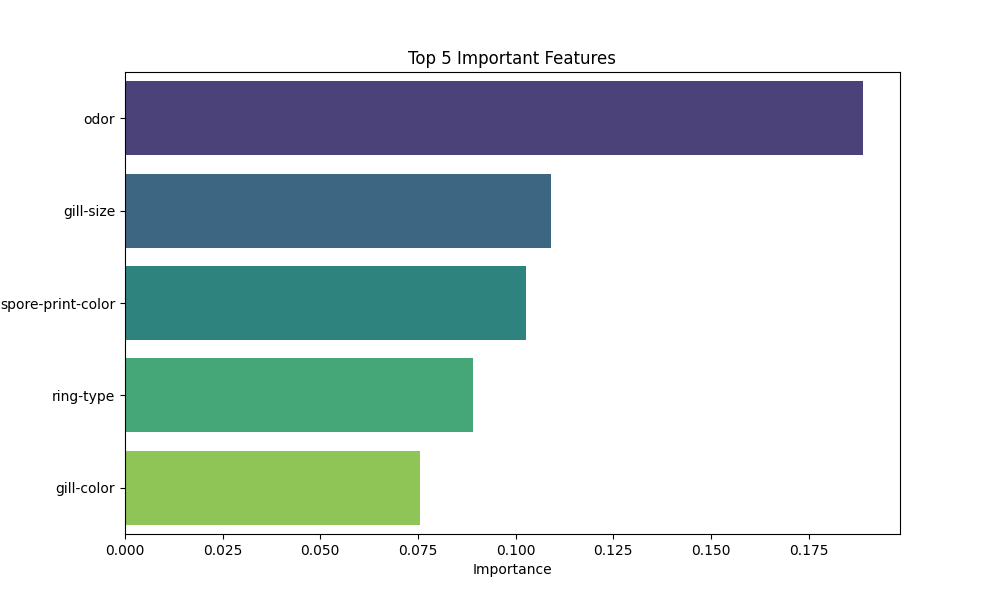 Top 5 Important Features
odor
gill-size
spore-print-color
ring-type
gill-color
0.000 0.025 0.050 0.075 0.100 0.125 0.150 0.175
Importance